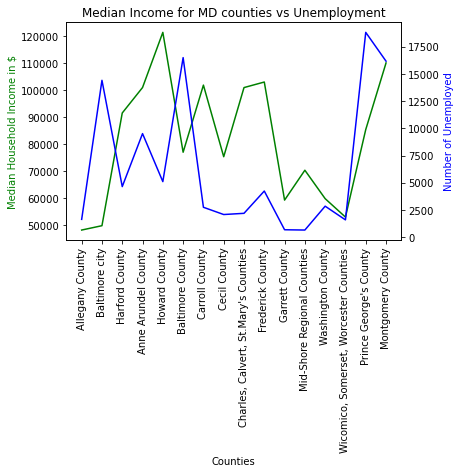 Median Income for MD counties vs Unemployment
Median Household Income in $
120000
110000
100000
90000
80000
70000
60000
50000
17500
15000
12500
10000
7500
5000
2500
0
Number of Unemployed
Allegany County
Baltimore city
Harford County
Anne Arundel County
Howard County
Baltimore County
Carroll County
Cecil County
Charles, Calvert, St.Mary's Counties
Frederick County
Garrett County
Mid-Shore Regional Counties
Washington County
Wicomico, Somerset, Worcester Counties
Prince George's County
Montgomery County
Counties